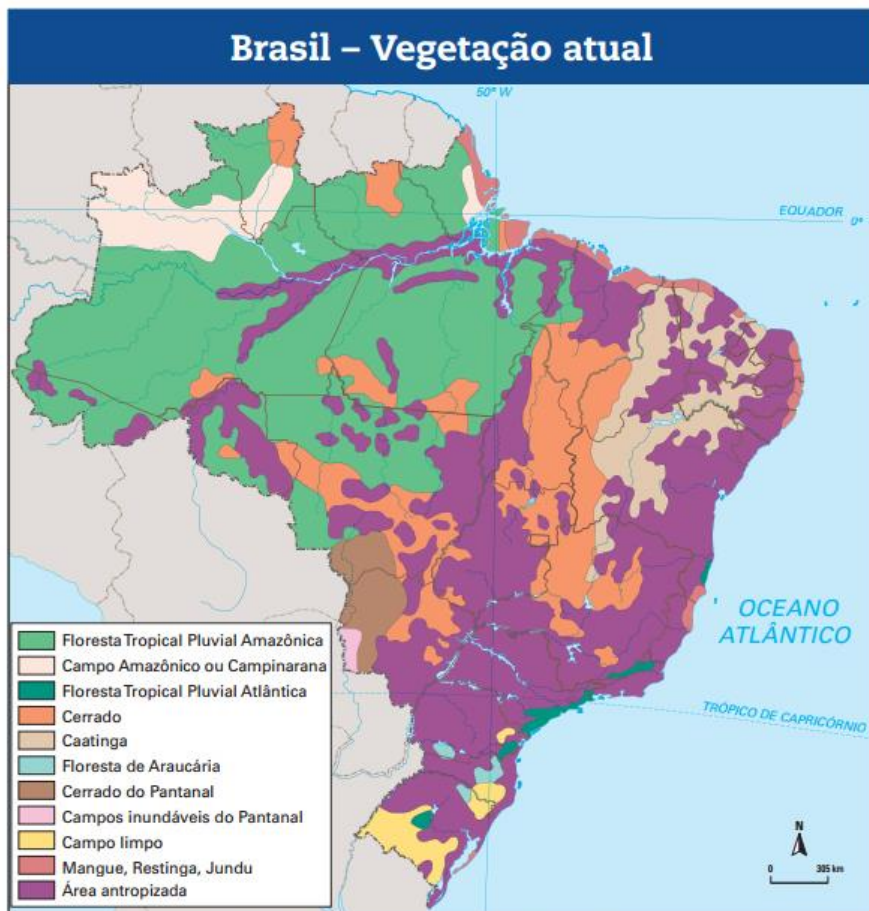 Brasil – Vegetação atual
50° W
EQUADOR
0°
OCEANO
ATLÂNTICO
TRÓPICO DE CAPRICÓRNIO
Floresta Tropical Pluvial Amazônica
Campo Amazônico ou Campinarana
Floresta Tropical Pluvial Atlântica
Cerrado
Caatinga
Floresta de Araucária
Cerrado do Pantanal
Campos inundáveis do Pantanal
Campo limpo
Mangue, Restinga, Jundu
Área antropizada
N
0 305 km